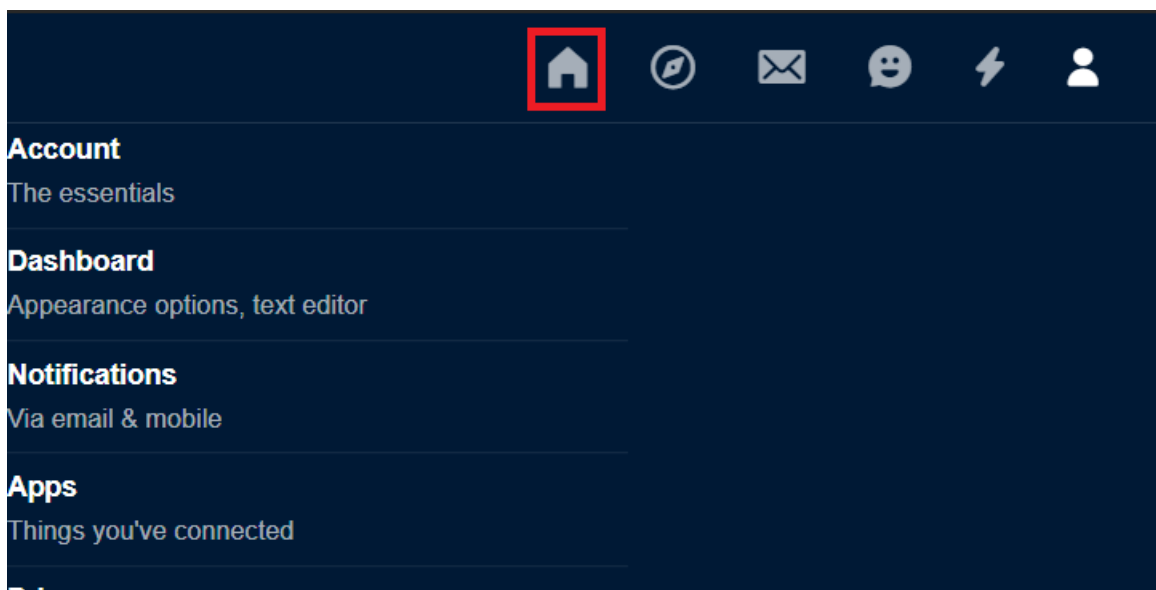 Account
The essentials
Dashboard
Appearance options, text editor
Notifications
Via email & mobile
Apps
Things you've connected